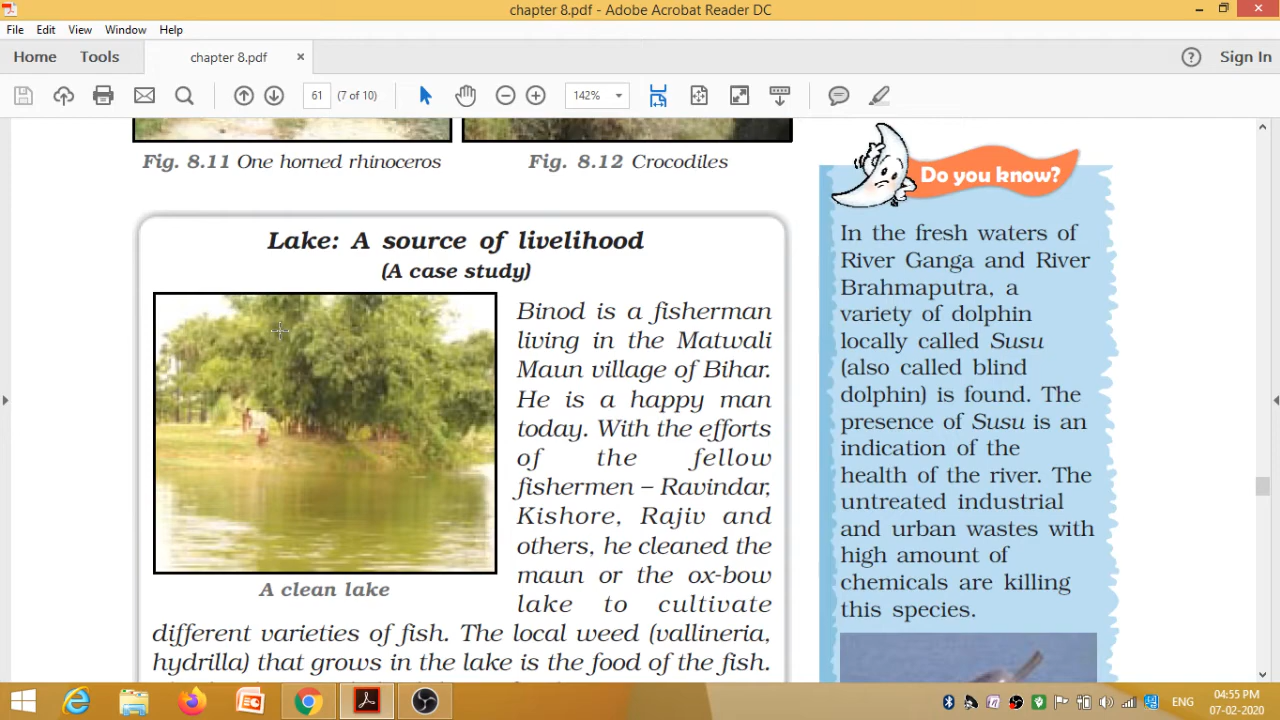 chapter 8.pdf - Adobe Acrobat Reader DC
File Edit View Window Help
Home Tools chapter 8.pdf × ? Sign In
61 (7 of 10) 142%
Fig. 8.11 One horned rhinoceros
Fig. 8.12 Crocodiles
Lake: A source of livelihood
(A case study)
Binod is a fisherman
living in the Matwali
Maun village of Bihar.
He is a happy man
today. With the efforts
of the fellow
fishermen – Ravindar,
Kishore, Rajiv and
others, he cleaned the
maun or the ox-bow
lake to cultivate
A clean lake
different varieties of fish. The local weed (vallineria,
hydrilla) that grows in the lake is the food of the fish.
Do you know?
In the fresh waters of
River Ganga and River
Brahmaputra, a
variety of dolphin
locally called Susu
(also called blind
dolphin) is found. The
presence of Susu is an
indication of the
health of the river. The
untreated industrial
and urban wastes with
high amount of
chemicals are killing
this species.
ENG
04:55 PM
07-02-2020